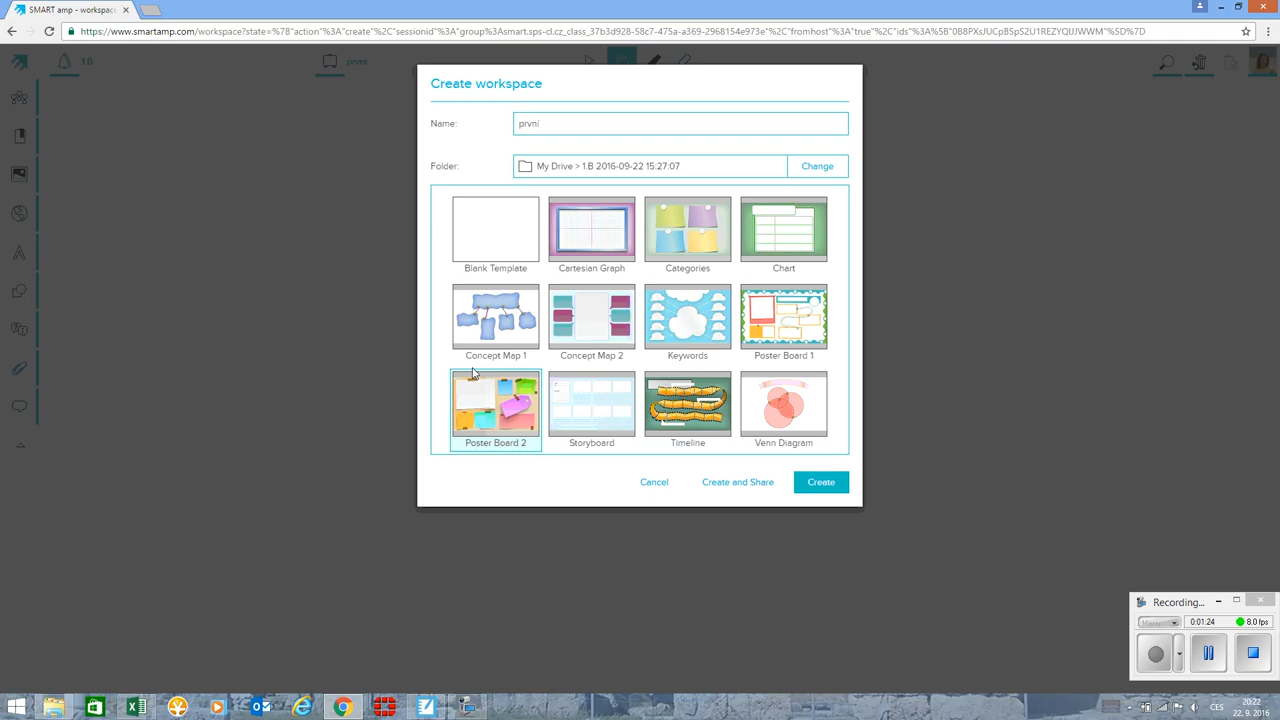 SMART amp - workspac
https://www.smartamp.com/workspace?state=%7B"action"%3A"create"%2C"sessionid"%3A"group%3Asmart.sps-cl.cz_class_37b3d928-58c7-475a-a369-2968154e973e"%2C"fromhost"%3A"true"%2C"ids"%3A%5B"0B8PXsJUCpBSpS2U1REZYQlJJWWM"%5D%7D
1.B
první
Create workspace
Name:
první
Folder:
My Drive > 1.B 2016-09-22 15:27:07
Change
Blank Template
Cartesian Graph
Categories
Chart
Concept Map 1
Concept Map 2
Keywords
Poster Board 1
Poster Board 2
Storyboard
Timeline
Venn Diagram
Cancel
Create and Share
Create
Recording...
0:01:24
8.0 fps
CES
20:22
22. 9. 2016